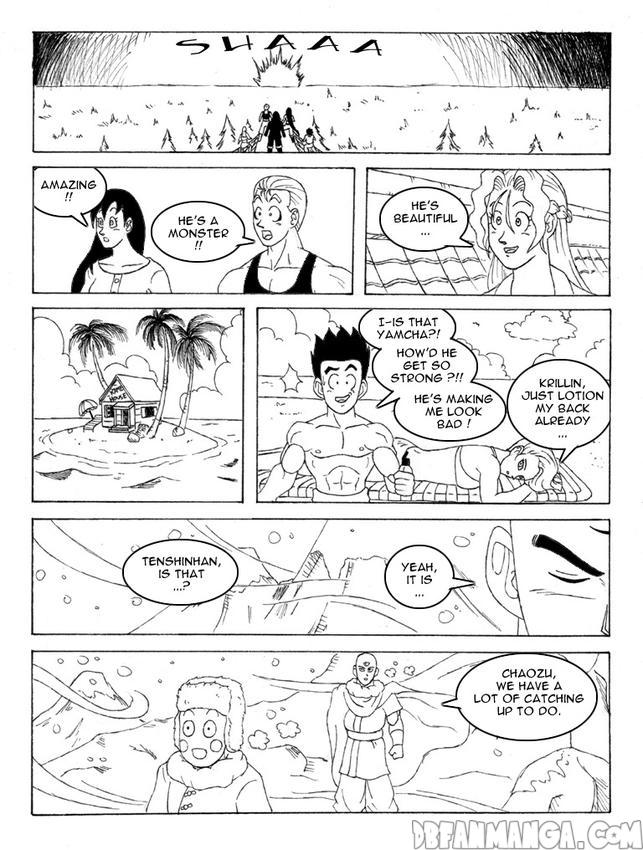 SHAAA
AMAZING
!!
HE'S A
MONSTER
!!
HE'S
BEAUTIFUL
...
KAME
HOUSE
I-IS THAT
YAMCHA?!
HOW'D HE
GET SO
STRONG ?!!
HE'S MAKING
ME LOOK
BAD !
KRILLIN,
JUST LOTION
MY BACK
ALREADY
...
TENSHINHAN,
IS THAT
...?
YEAH,
IT IS
...
CHAOZU,
WE HAVE A
LOT OF CATCHING
UP TO DO.
DBFANMANGA.COM